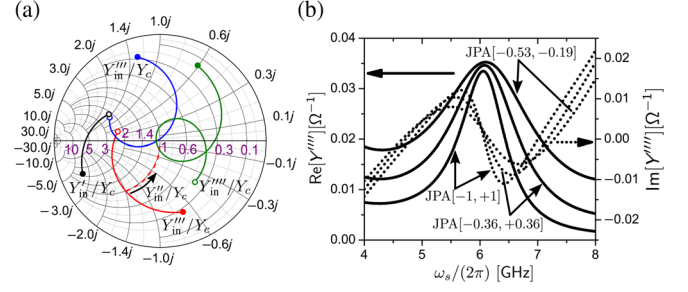 (a)
1.0j
1.4j
0.6j
2.0j
3.0j
0.3j
5.0j
10.0j
0.1j
30.0j
-30.0j
-10.0j
-0.1j
-5.0j
-0.3j
-3.0j
-2.0j
-0.6j
-1.4j
-1.0j
10 5 3 2 1.4 1 0.6 0.3 0.1
Y'''in/Yc
Y'in/Yc
Y''in/Yc
Y''''in/Yc
Y'''in/Yc
(b)
0.04
0.03
0.02
0.01
0.00
Re[Y''''][Ω⁻¹]
4 5 6 7 8
ωs/(2π) [GHz]
0.02
0.01
0.00
−0.01
−0.02
Im[Y''''][Ω⁻¹]
JPA[-0.53, -0.19]
JPA[-1, +1]
JPA[-0.36, +0.36]